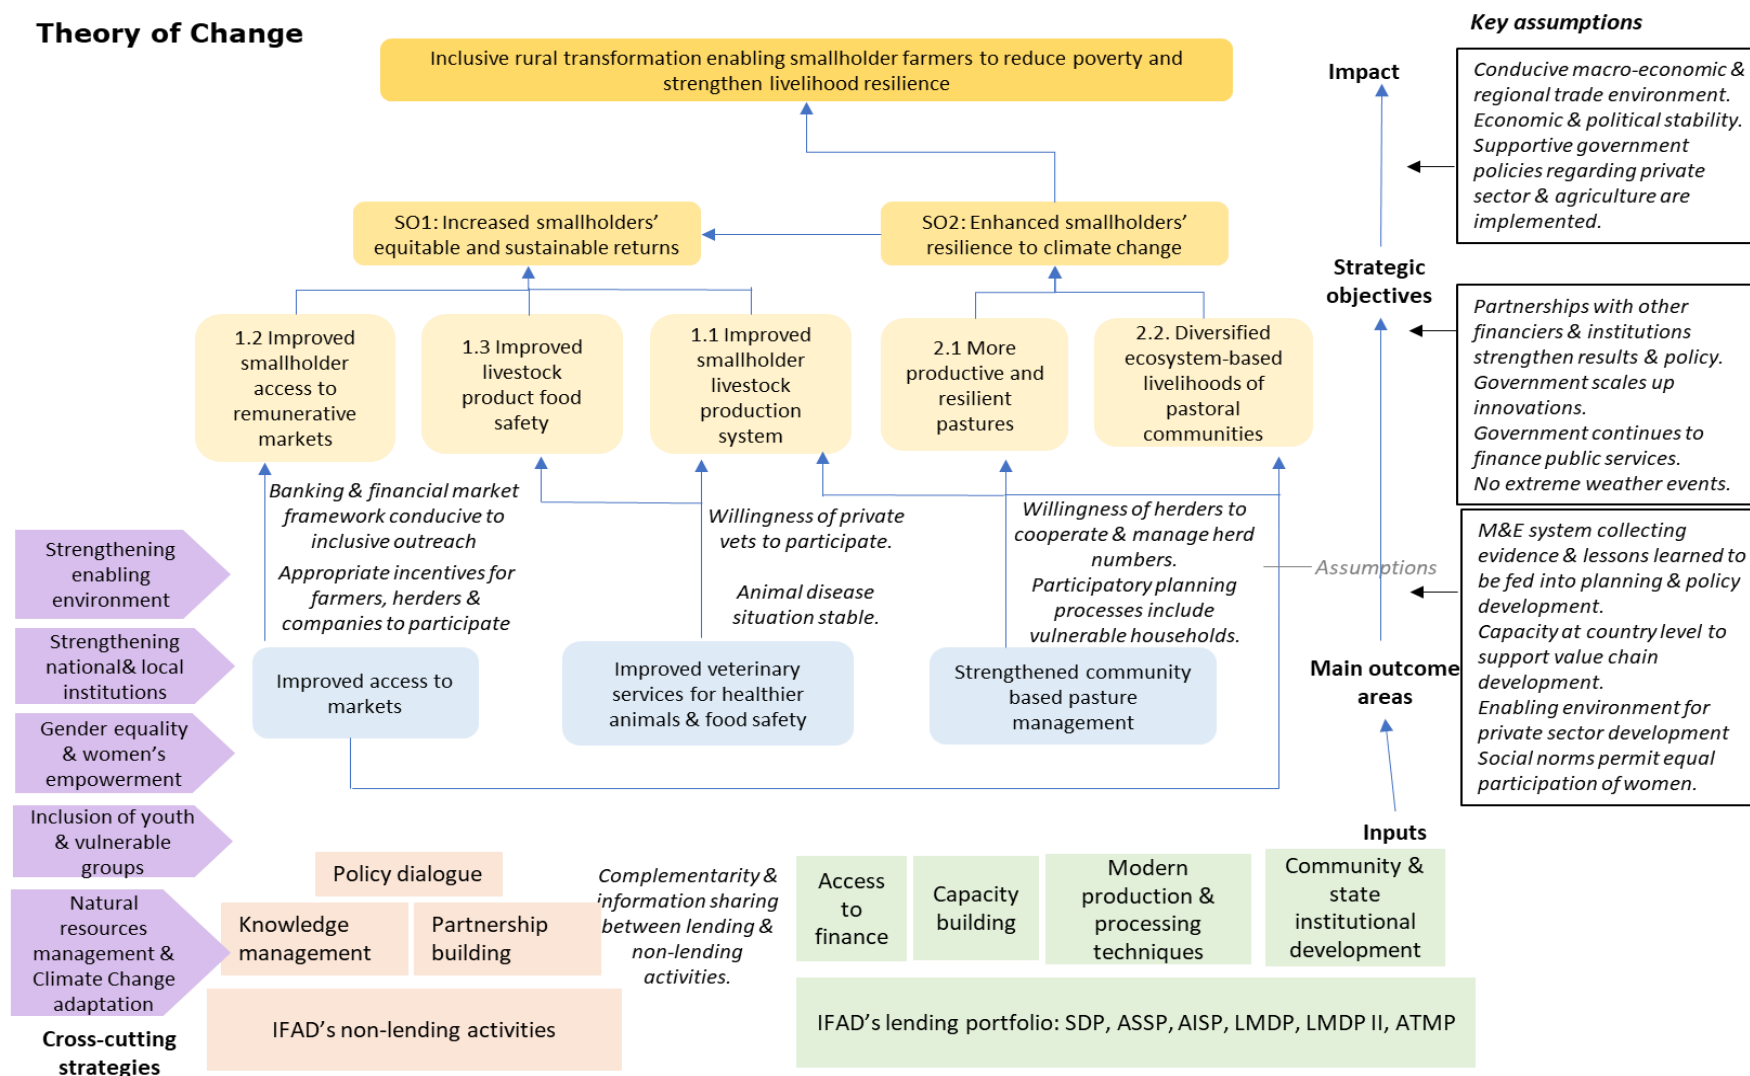 Theory of Change
Key assumptions
Inclusive rural transformation enabling smallholder farmers to reduce poverty and
strengthen livelihood resilience
Impact
Conducive macro-economic &
regional trade environment.
Economic & political stability.
Supportive government
policies regarding private
sector & agriculture are
implemented.
SO1: Increased smallholders’
equitable and sustainable returns
SO2: Enhanced smallholders’
resilience to climate change
Strategic
objectives
1.2 Improved
smallholder
access to
remunerative
markets
1.3 Improved
livestock
product food
safety
1.1 Improved
smallholder
livestock
production
system
2.1 More
productive and
resilient
pastures
2.2. Diversified
ecosystem-based
livelihoods of
pastoral
communities
Partnerships with other
financiers & institutions
strengthen results & policy.
Government scales up
innovations.
Government continues to
finance public services.
No extreme weather events.
Banking & financial market
framework conducive to
inclusive outreach
Appropriate incentives for
farmers, herders &
companies to participate
Willingness of private
vets to participate.
Animal disease
situation stable.
Willingness of herders to
cooperate & manage herd
numbers.
Participatory planning
processes include
vulnerable households.
Assumptions
M&E system collecting
evidence & lessons learned to
be fed into planning & policy
development.
Capacity at country level to
support value chain
development.
Enabling environment for
private sector development
Social norms permit equal
participation of women.
Strengthening
enabling
environment
Strengthening
national& local
institutions
Gender equality
& women’s
empowerment
Inclusion of youth
& vulnerable
groups
Natural
resources
management &
Climate Change
adaptation
Cross-cutting
strategies
Improved access to
markets
Improved veterinary
services for healthier
animals & food safety
Strengthened community
based pasture
management
Main outcome
areas
Inputs
Policy dialogue
Knowledge
management
Partnership
building
IFAD’s non-lending activities
Complementarity &
information sharing
between lending &
non-lending
activities.
Access
to
finance
Capacity
building
Modern
production &
processing
techniques
Community &
state
institutional
development
IFAD’s lending portfolio: SDP, ASSP, AISP, LMDP, LMDP II, ATMP